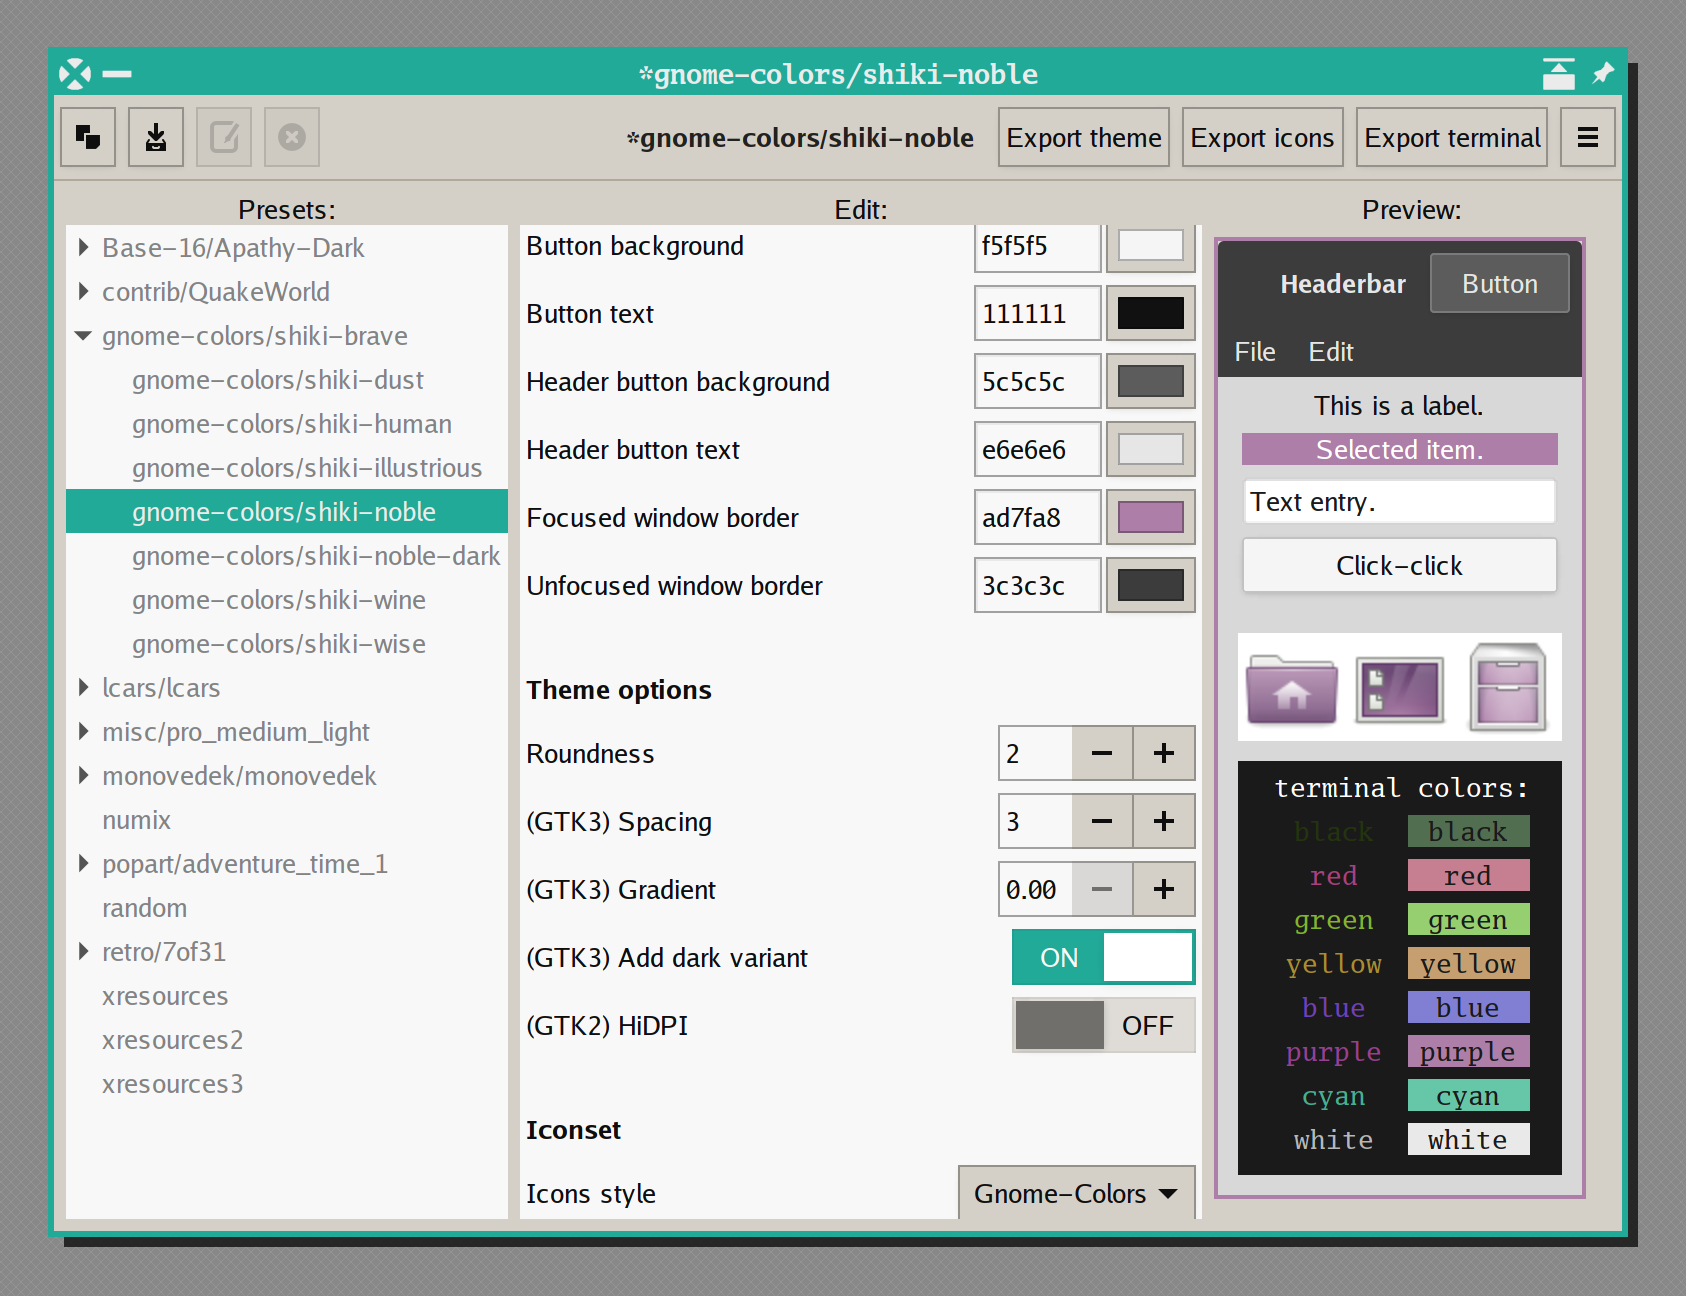 *gnome-colors/shiki-noble
*gnome-colors/shiki-noble
Export theme
Export icons
Export terminal
Presets:
Base-16/Apathy-Dark
contrib/QuakeWorld
gnome-colors/shiki-brave
gnome-colors/shiki-dust
gnome-colors/shiki-human
gnome-colors/shiki-illustrious
gnome-colors/shiki-noble
gnome-colors/shiki-noble-dark
gnome-colors/shiki-wine
gnome-colors/shiki-wise
lcars/lcars
misc/pro_medium_light
monovedek/monovedek
numix
popart/adventure_time_1
random
retro/7of31
xresources
xresources2
xresources3
Edit:
Button background f5f5f5
Button text 111111
Header button background 5c5c5c
Header button text e6e6e6
Focused window border ad7fa8
Unfocused window border 3c3c3c
Theme options
Roundness 2
(GTK3) Spacing 3
(GTK3) Gradient 0.00
(GTK3) Add dark variant ON
(GTK2) HiDPI OFF
Iconset
Icons style Gnome-Colors
Preview:
Headerbar Button
File Edit
This is a label.
Selected item.
Text entry.
Click-click
terminal colors:
black black
red red
green green
yellow yellow
blue blue
purple purple
cyan cyan
white white